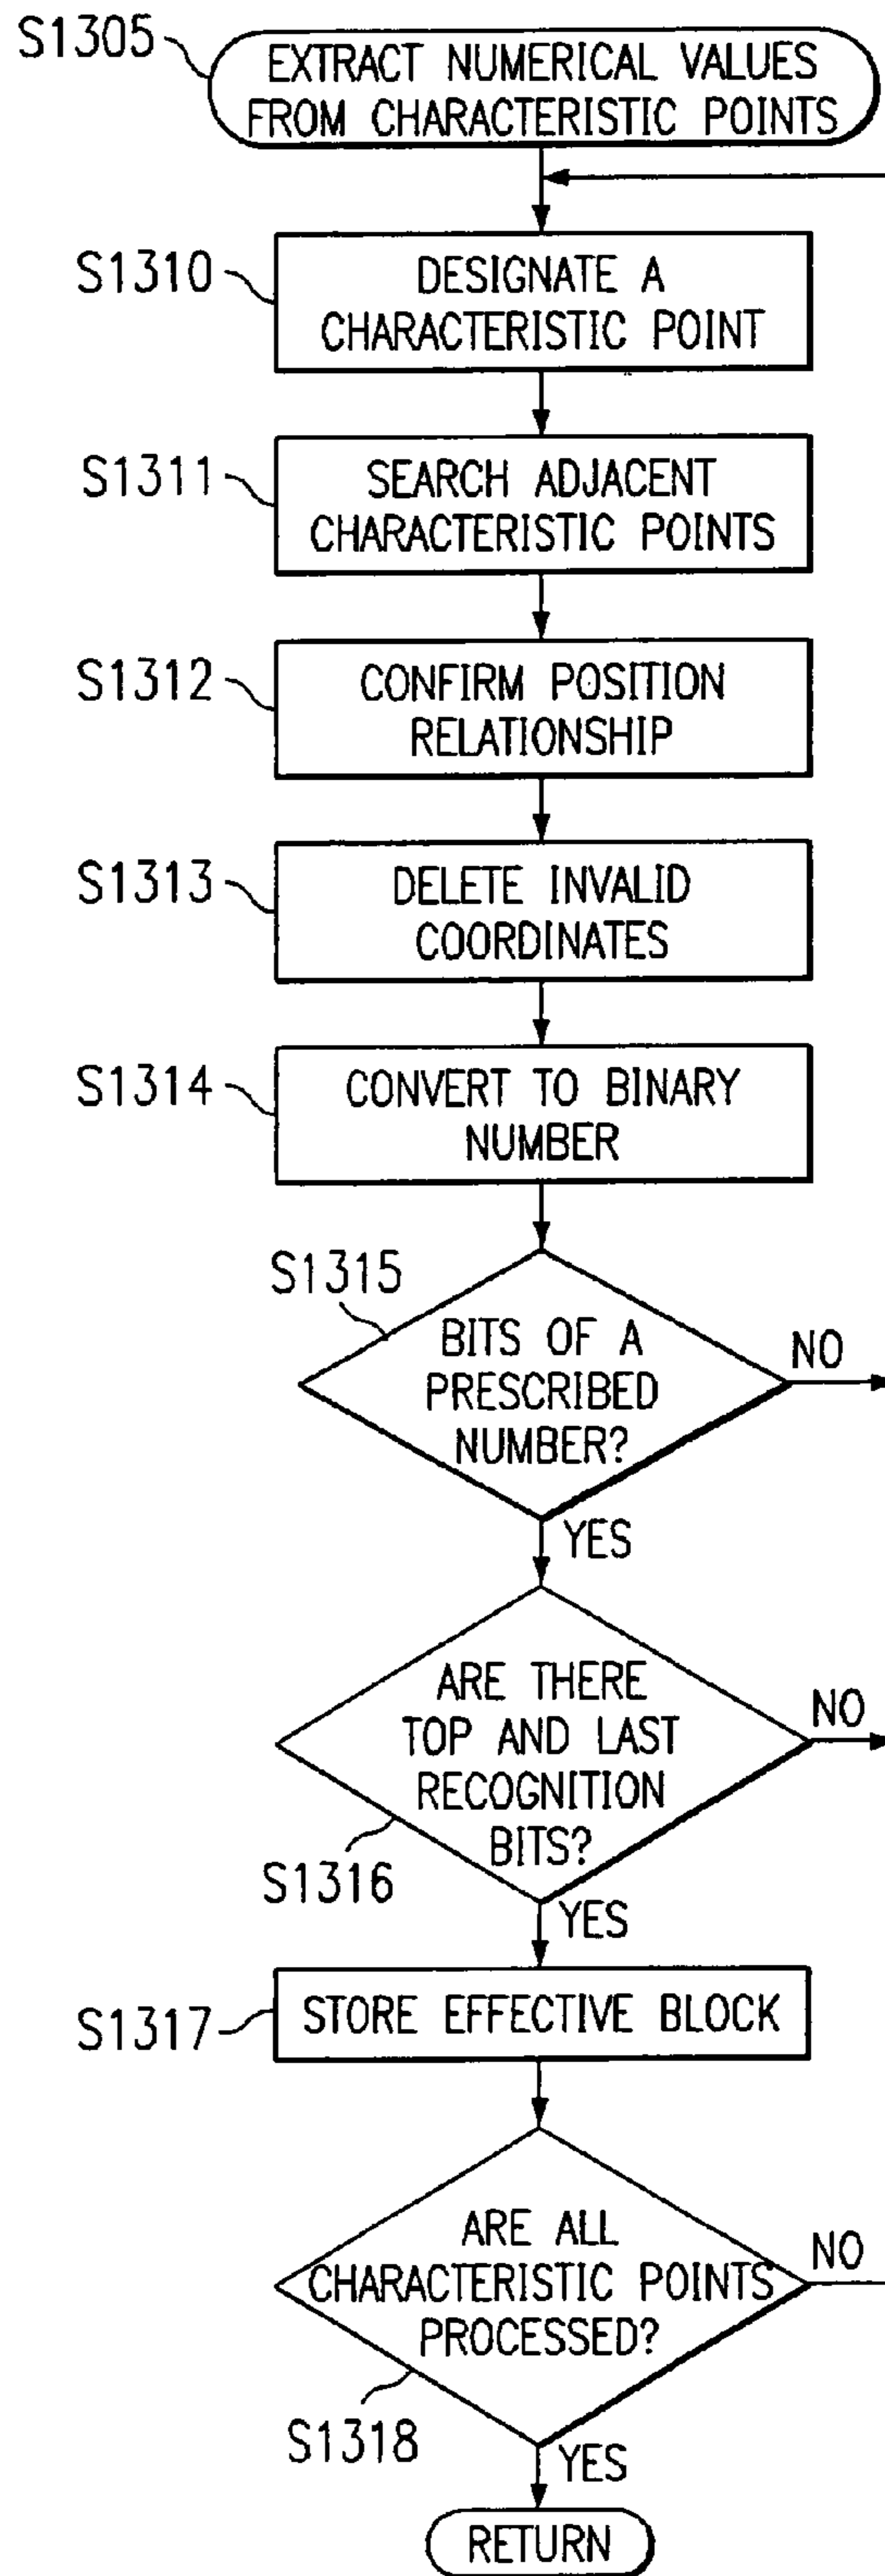 S1305
EXTRACT NUMERICAL VALUES
FROM CHARACTERISTIC POINTS
S1310
DESIGNATE A
CHARACTERISTIC POINT
S1311
SEARCH ADJACENT
CHARACTERISTIC POINTS
S1312
CONFIRM POSITION
RELATIONSHIP
S1313
DELETE INVALID
COORDINATES
S1314
CONVERT TO BINARY
NUMBER
S1315
BITS OF A
PRESCRIBED
NUMBER?
NO
YES
ARE THERE
TOP AND LAST
RECOGNITION
BITS?
NO
S1316
YES
S1317
STORE EFFECTIVE BLOCK
ARE ALL
CHARACTERISTIC POINTS
PROCESSED?
NO
S1318
YES
RETURN